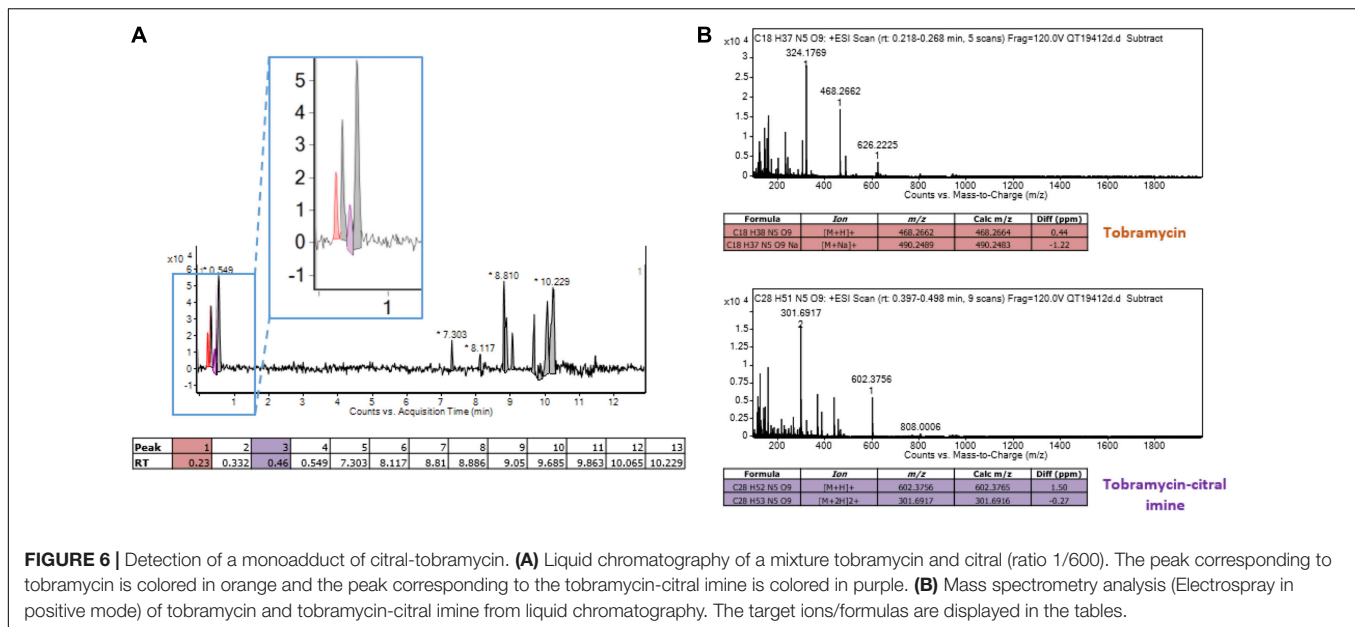 A
5
4
3
2
1
0
-1
1
x10 4
6
5
4
3
2
1
0
-1
* 0.549
* 7.303
* 8.117
* 8.810
* 10.229
1
1 2 3 4 5 6 7 8 9 10 11 12
Counts vs. Acquisition Time (min)
Peak 1 2 3 4 5 6 7 8 9 10 11 12 13
RT 0.23 0.332 0.46 0.549 7.303 8.117 8.81 8.886 9.05 9.685 9.863 10.065 10.229
B
x10 4
C18 H37 N5 O9: +ESI Scan (rt: 0.218-0.268 min, 5 scans) Frag=120.0V QT19412d.d Subtract
3
2.5
2
1.5
1
0.5
0
324.1769
1
468.2662
1
626.2225
1
200 400 600 800 1000 1200 1400 1600 1800
Counts vs. Mass-to-Charge (m/z)
Formula Ion m/z Calc m/z Diff (ppm)
C18 H38 N5 O9 [M+H]+ 468.2662 468.2664 0.44
C18 H37 N5 O9 Na [M+Na]+ 490.2489 490.2483 -1.22
Tobramycin
x10 4
C28 H51 N5 O9: +ESI Scan (rt: 0.397-0.498 min, 9 scans) Frag=120.0V QT19412d.d Subtract
1.5
1.25
1
0.75
0.5
0.25
0
301.6917
2
602.3756
1
808.0006
200 400 600 800 1000 1200 1400 1600 1800
Counts vs. Mass-to-Charge (m/z)
Formula Ion m/z Calc m/z Diff (ppm)
C28 H52 N5 O9 [M+H]+ 602.3756 602.3765 1.50
C28 H53 N5 O9 [M+2H]2+ 301.6917 301.6916 -0.27
Tobramycin-citral
imine
FIGURE 6 | Detection of a monoadduct of citral-tobramycin. (A) Liquid chromatography of a mixture tobramycin and citral (ratio 1/600). The peak corresponding to
tobramycin is colored in orange and the peak corresponding to the tobramycin-citral imine is colored in purple. (B) Mass spectrometry analysis (Electrospray in
positive mode) of tobramycin and tobramycin-citral imine from liquid chromatography. The target ions/formulas are displayed in the tables.